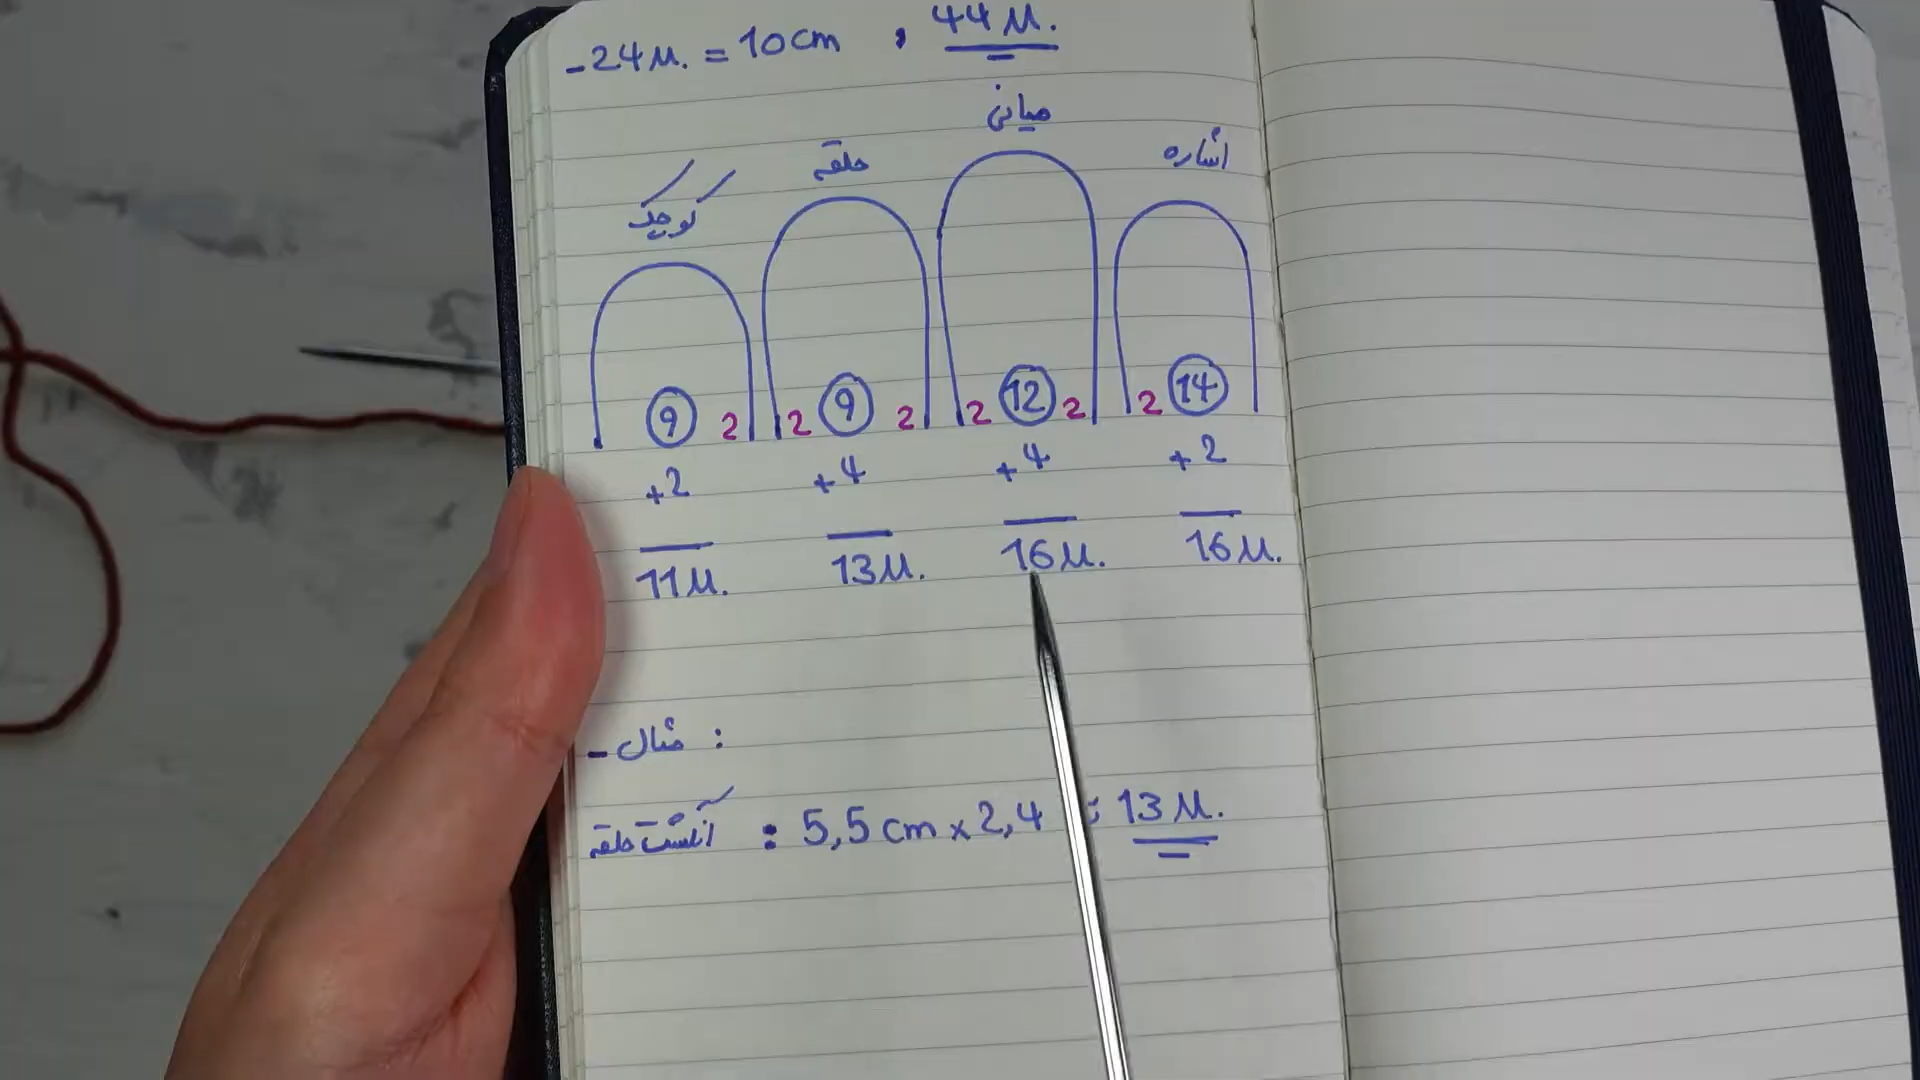 -24M. = 10cm , 44M.
کوچک حلقه میانی اشاره
9 2 2 9 2 2 12 2 2 14
+2 +4 +4 +2
11M. 13M. 16M. 16M.
- مثال :
انگشت حلقه : 5,5 cm x 2,4 : 13 M.